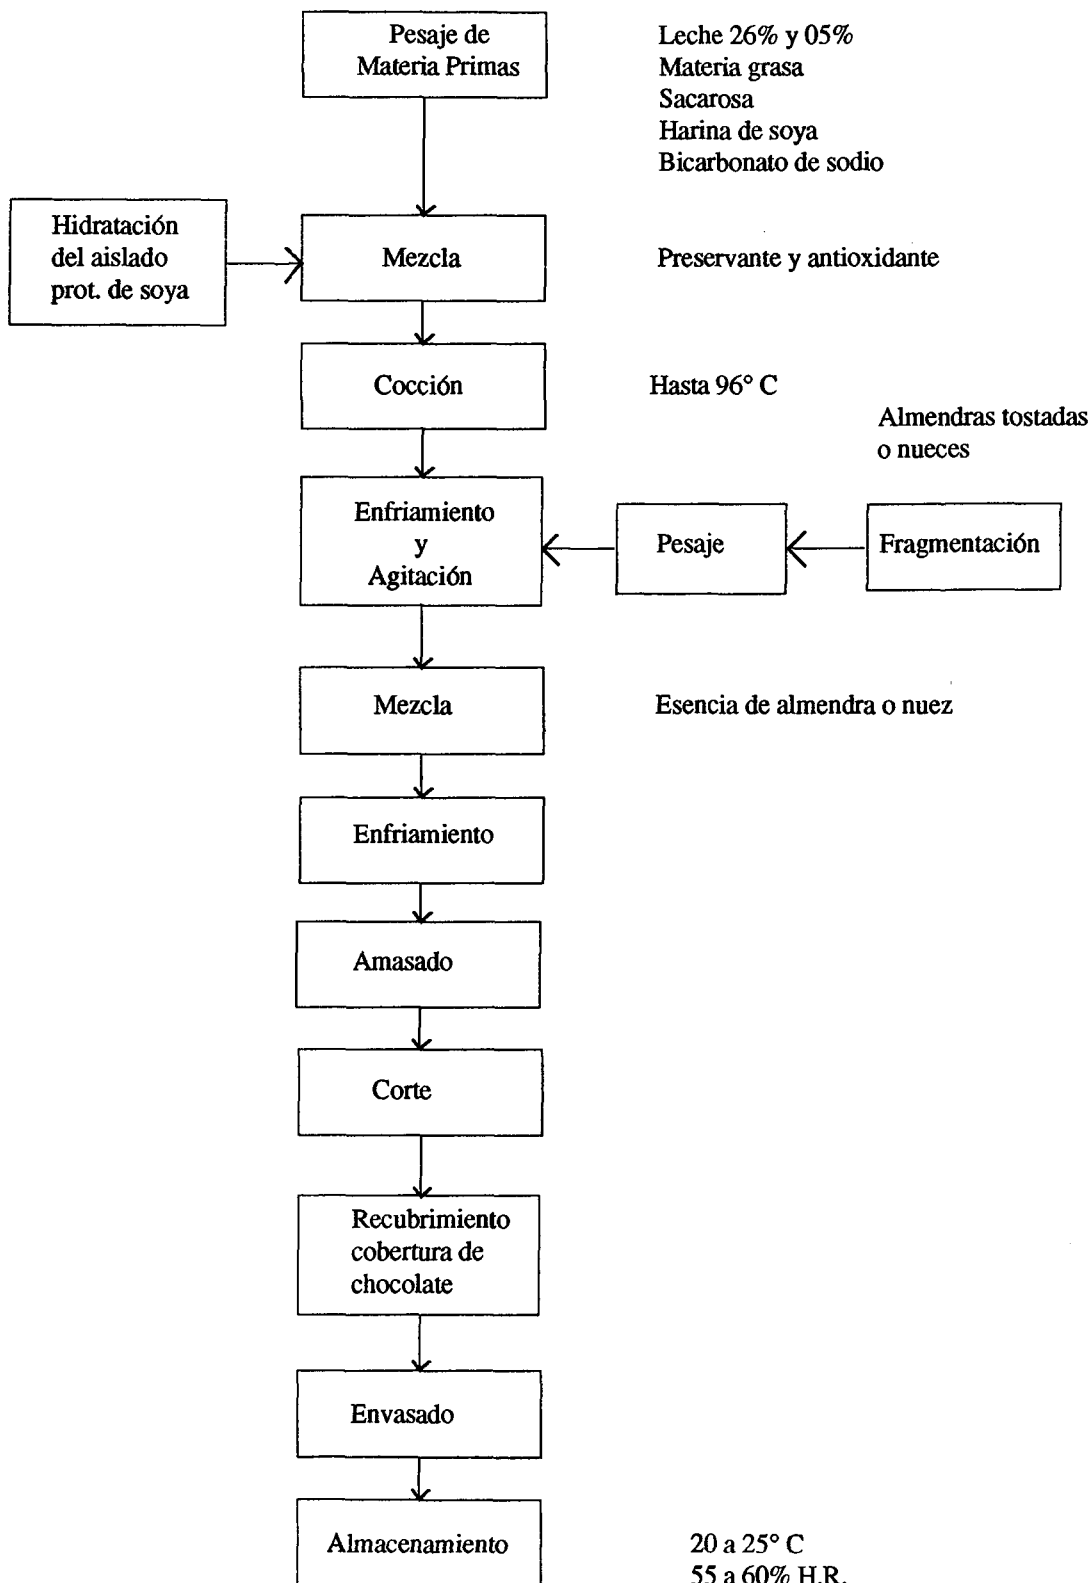 Pesaje de
Materia Primas
Leche 26% y 05%
Materia grasa
Sacarosa
Harina de soya
Bicarbonato de sodio
Hidratación
del aislado
prot. de soya
Mezcla
Preservante y antioxidante
Cocción
Hasta 96° C
Almendras tostadas
o nueces
Enfriamiento
y
Agitación
Pesaje
Fragmentación
Mezcla
Esencia de almendra o nuez
Enfriamiento
Amasado
Corte
Recubrimiento
cobertura de
chocolate
Envasado
Almacenamiento
20 a 25° C
55 a 60% H.R.